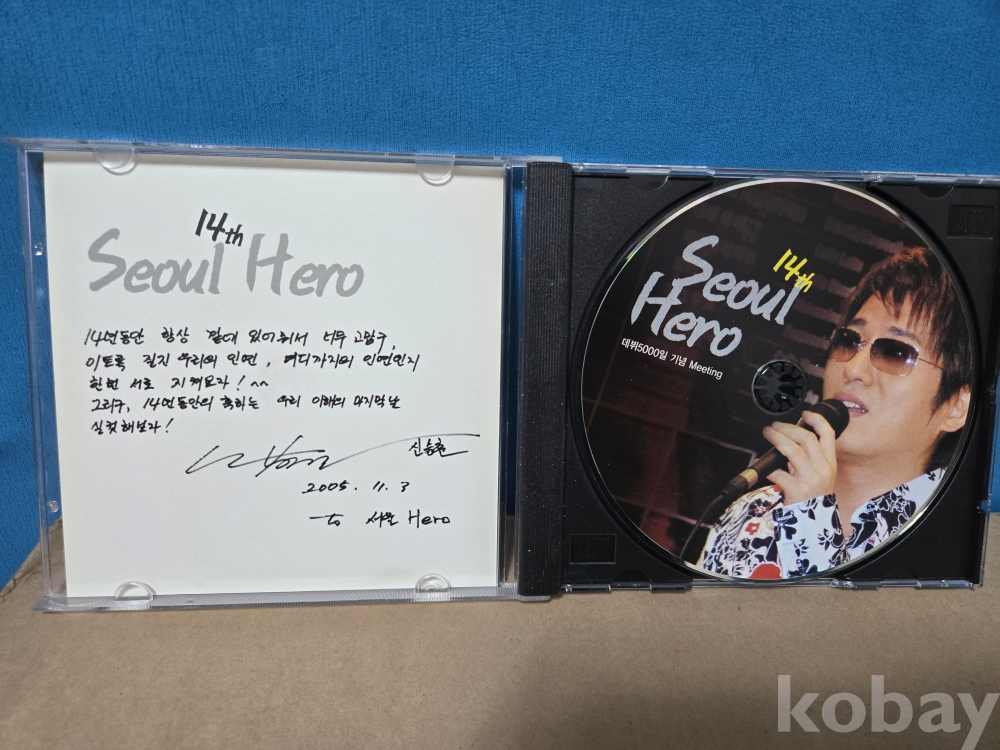 14th
Seoul Hero
14년동안 항상 곁에 있어줘서 너무 고맙구,
이토록 질긴 우리의 인연, 어디까지의 인연인지
한번 서로 지켜보자! ^^
그리구, 14년동안의 축하는 우리 이해의 마지막날
실컷해보자!
신승훈
2005. 11. 3
to 서울 Hero
14th
Seoul
Hero
데뷔5000일 기념 Meeting
kobay